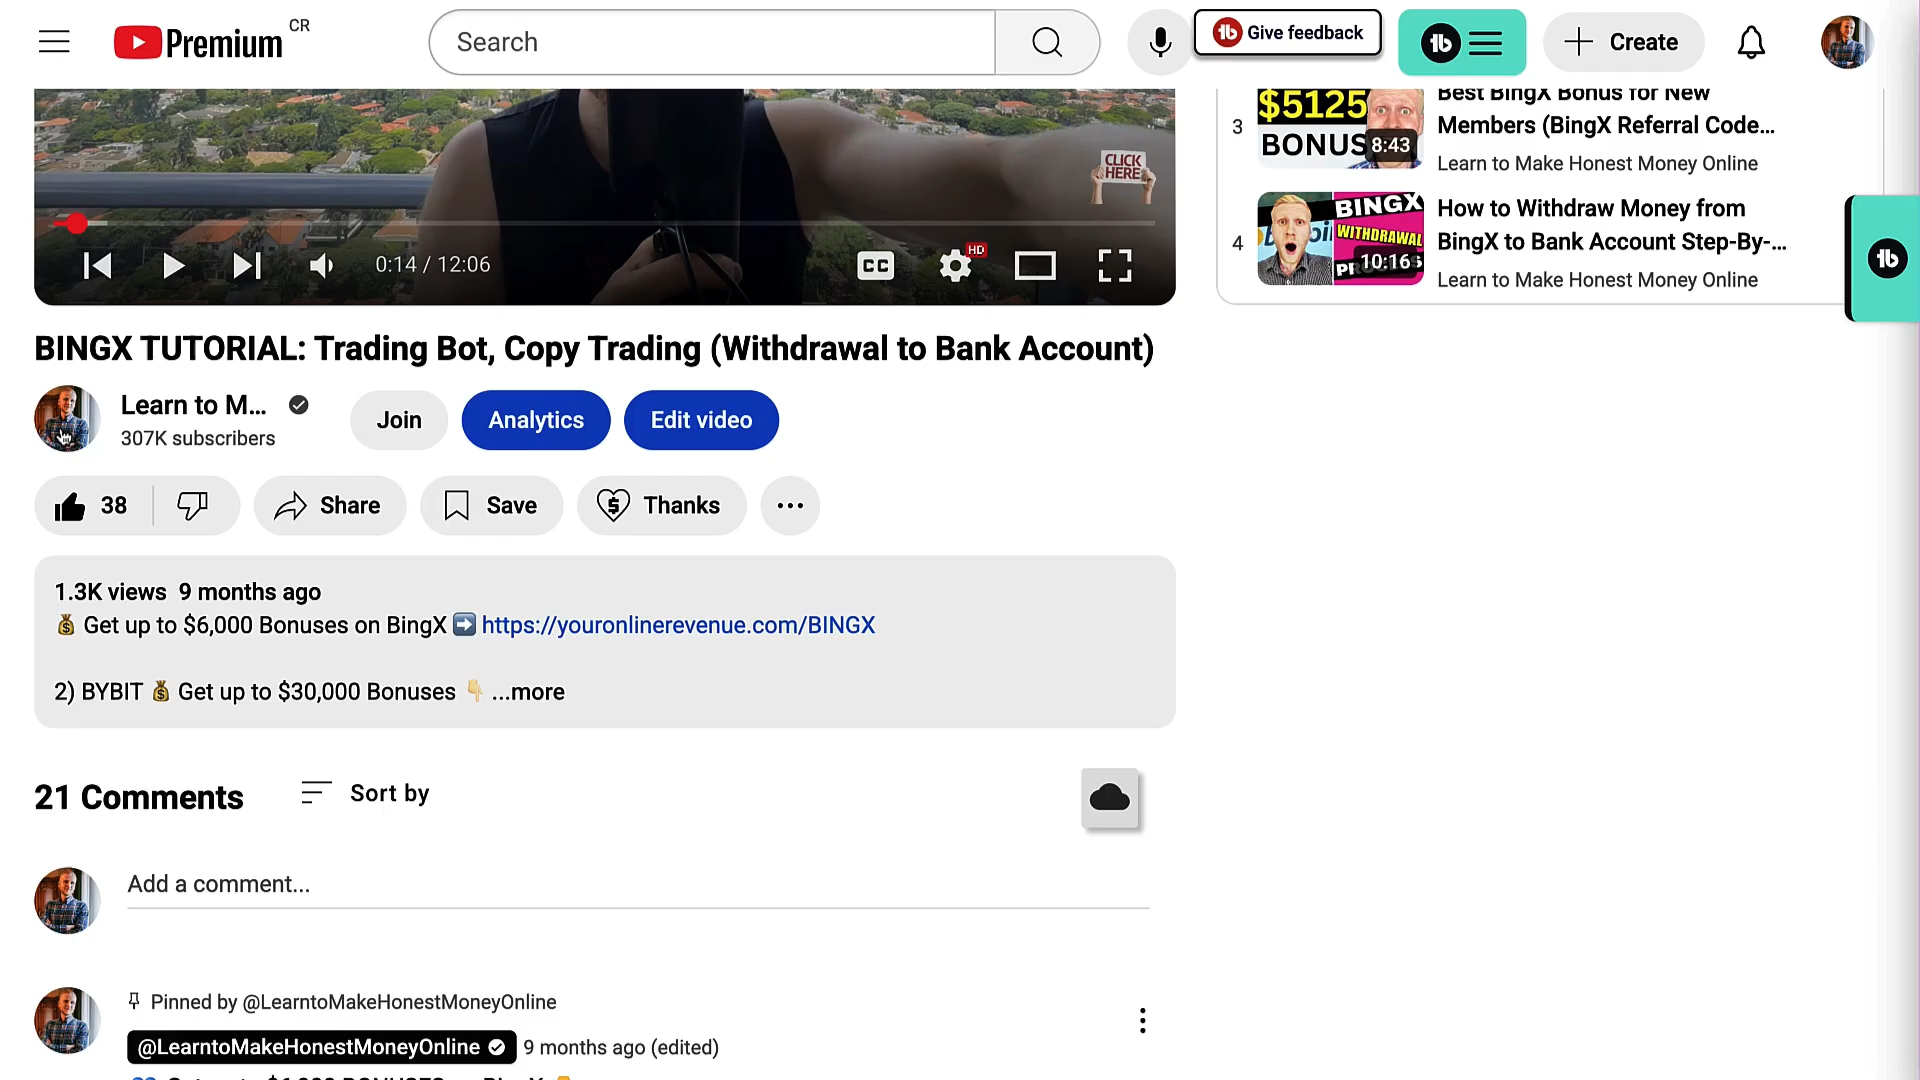 Premium CR
Search
Give feedback
Create
CLICK
HERE
0:14 / 12:06
CC
HD
3
$5125
BONUS
8:43
Best BingX Bonus for New
Members (BingX Referral Code...
Learn to Make Honest Money Online
4
BINGX
WITHDRAWAL
10:16
How to Withdraw Money from
BingX to Bank Account Step-By-...
Learn to Make Honest Money Online
BINGX TUTORIAL: Trading Bot, Copy Trading (Withdrawal to Bank Account)
Learn to M...
307K subscribers
Join
Analytics
Edit video
38
Share
Save
Thanks
1.3K views 9 months ago
💰 Get up to $6,000 Bonuses on BingX ➡️ https://youronlinerevenue.com/BINGX
2) BYBIT 💰 Get up to $30,000 Bonuses 👇 ...more
21 Comments
Sort by
Add a comment...
Pinned by @LearntoMakeHonestMoneyOnline
@LearntoMakeHonestMoneyOnline 9 months ago (edited)